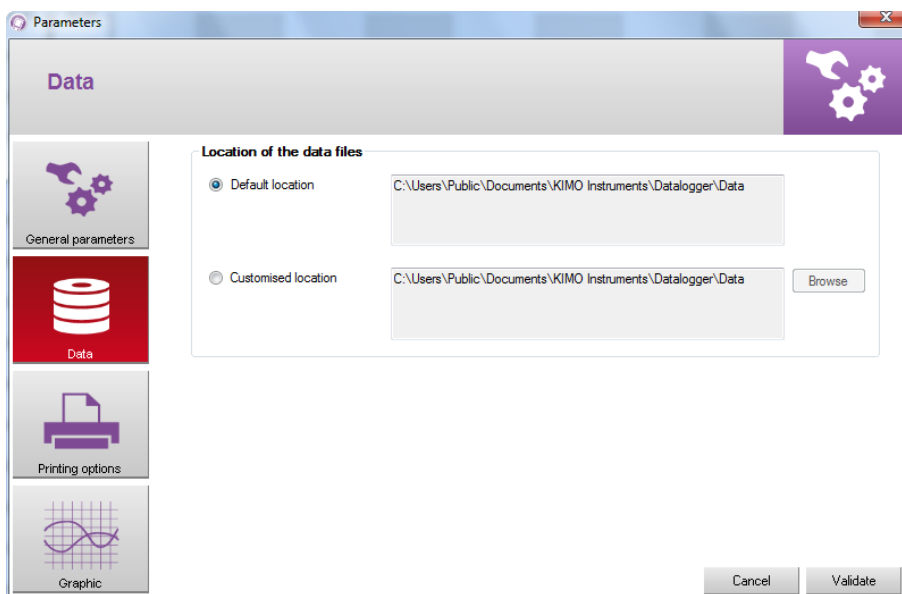 Parameters
Data
General parameters
Data
Printing options
Graphic
Location of the data files
Default location
C:\Users\Public\Documents\KIMO Instruments\Datalogger\Data
Customised location
C:\Users\Public\Documents\KIMO Instruments\Datalogger\Data
Browse
Cancel
Validate